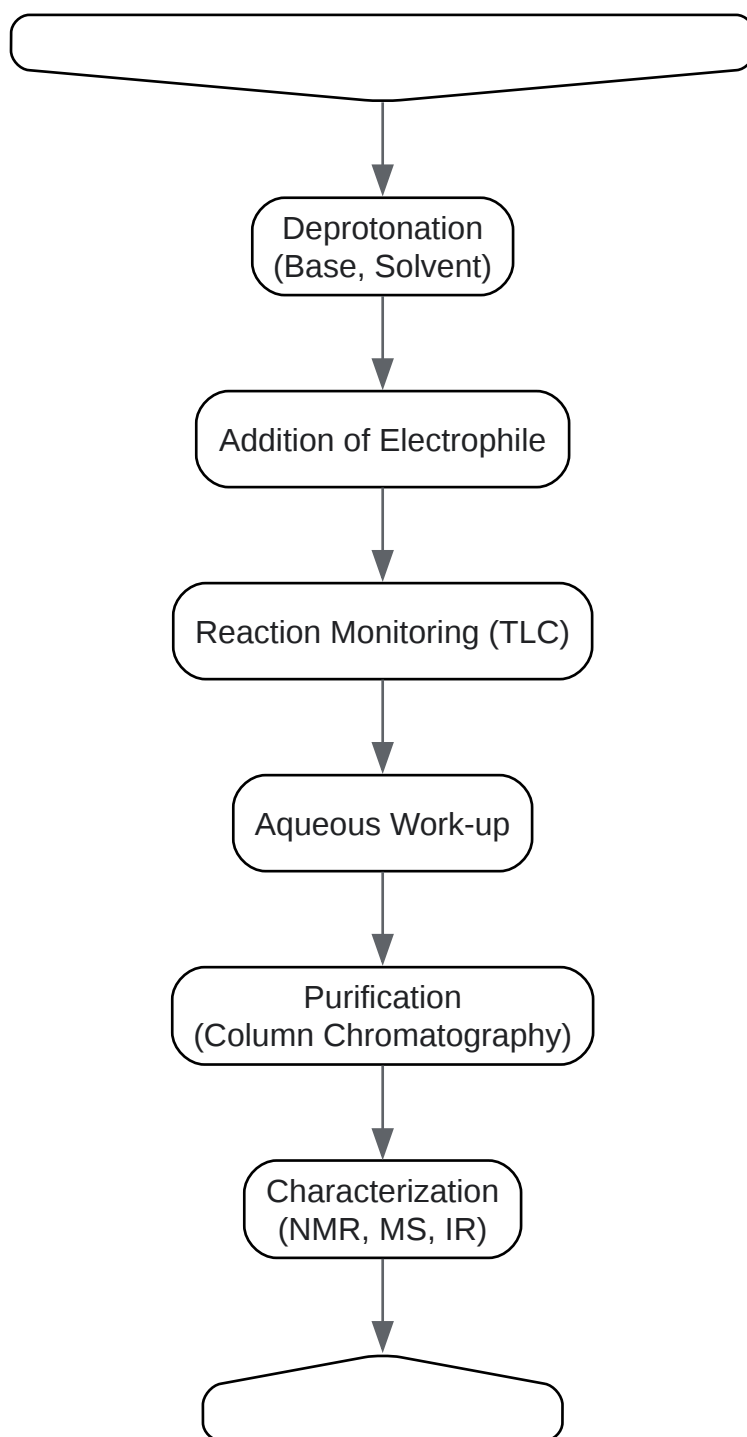 Deprotonation
(Base, Solvent)
Addition of Electrophile
Reaction Monitoring (TLC)
Aqueous Work-up
Purification
(Column Chromatography)
Characterization
(NMR, MS, IR)